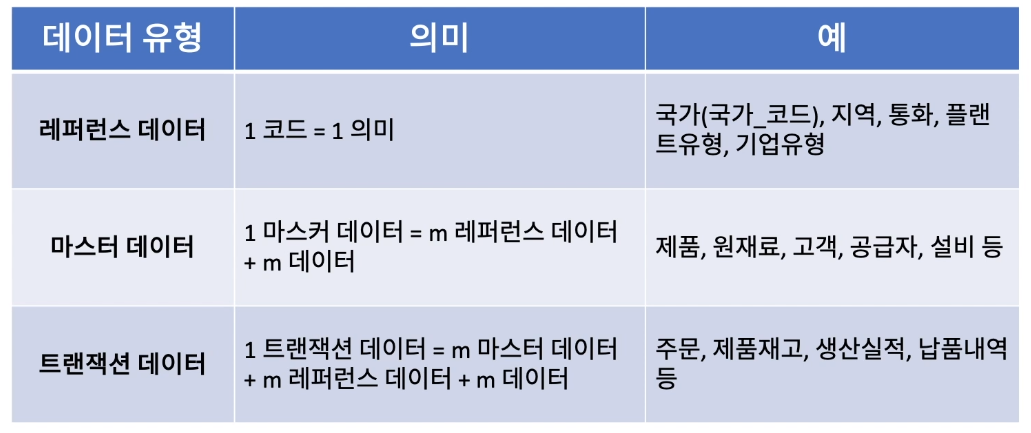 데이터 유형 의미 예
레퍼런스 데이터 1 코드 = 1 의미 국가(국가_코드), 지역, 통화, 플랜
트유형, 기업유형
마스터 데이터 1 마스커 데이터 = m 레퍼런스 데이터
+ m 데이터
제품, 원재료, 고객, 공급자, 설비 등
트랜잭션 데이터 1 트랜잭션 데이터 = m 마스터 데이터
+ m 레퍼런스 데이터 + m 데이터
주문, 제품재고, 생산실적, 납품내역
등